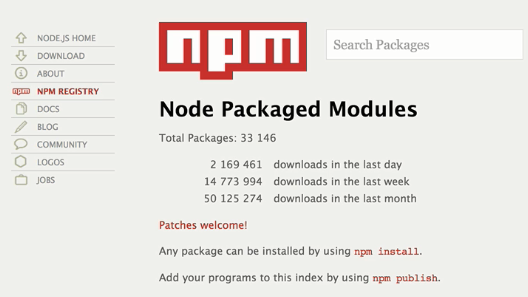 NODE.JS HOME
DOWNLOAD
ABOUT
npm NPM REGISTRY
DOCS
BLOG
COMMUNITY
LOGOS
JOBS
npm
Search Packages
Node Packaged Modules
Total Packages: 33 146
2 169 461 downloads in the last day
14 773 994 downloads in the last week
50 125 274 downloads in the last month
Patches welcome!
Any package can be installed by using npm install.
Add your programs to this index by using npm publish.